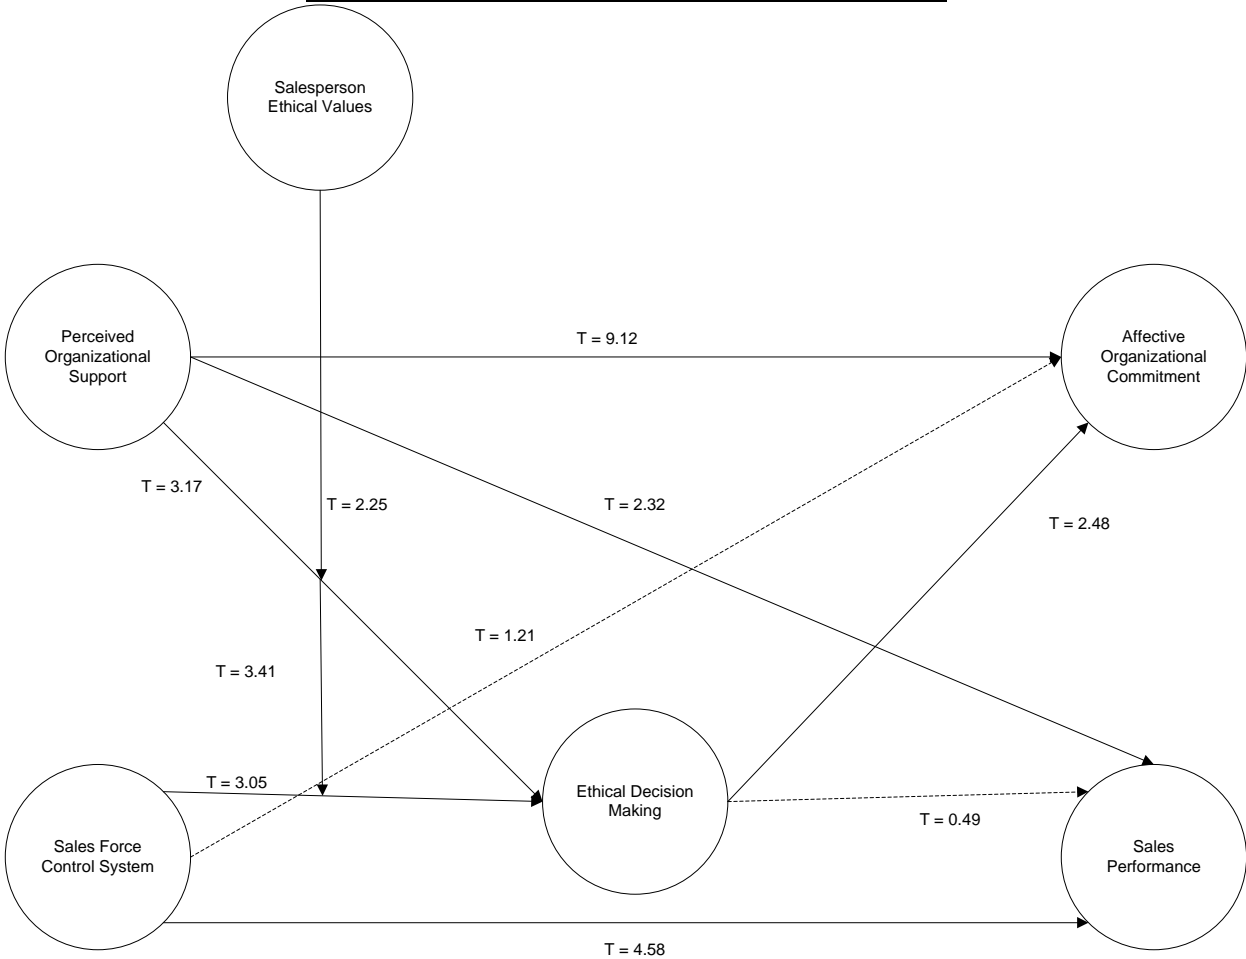 Salesperson
Ethical Values
Perceived
Organizational
Support
T = 9.12
Affective
Organizational
Commitment
T = 3.17
T = 2.25
T = 2.32
T = 2.48
T = 1.21
T = 3.41
T = 3.05
Ethical Decision
Making
T = 0.49
Sales Force
Control System
Sales
Performance
T = 4.58